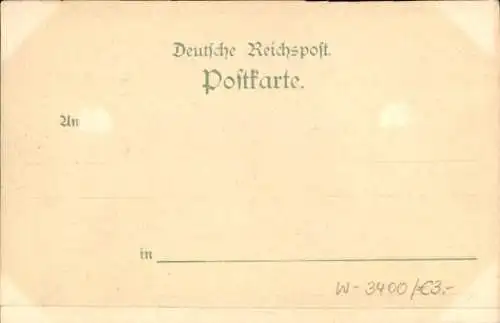 Deutsche Reichspost.
Postkarte.
An
in
W-3400/€3.-